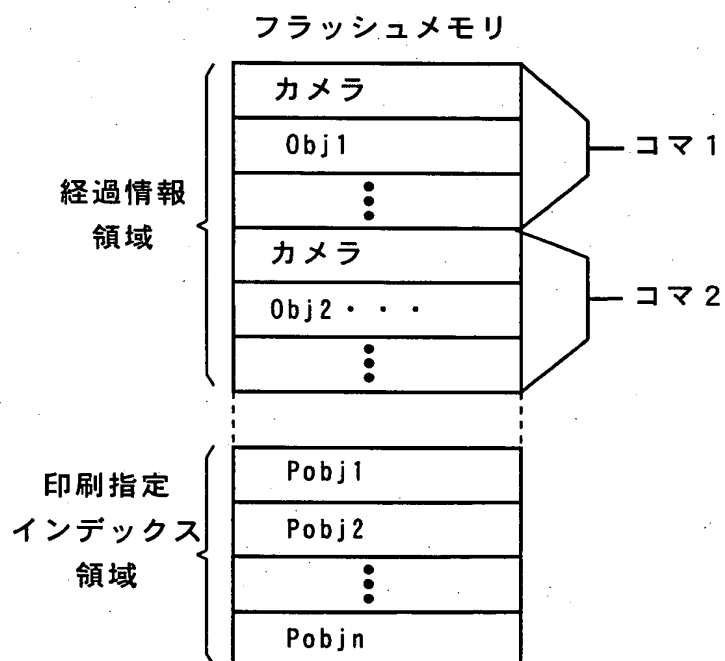 フラッシュメモリ
カメラ
Obj1
コマ1
経過情報
領域
カメラ
Obj2・・・
コマ2
Pobj1
印刷指定
インデックス
領域
Pobj2
Pobjn